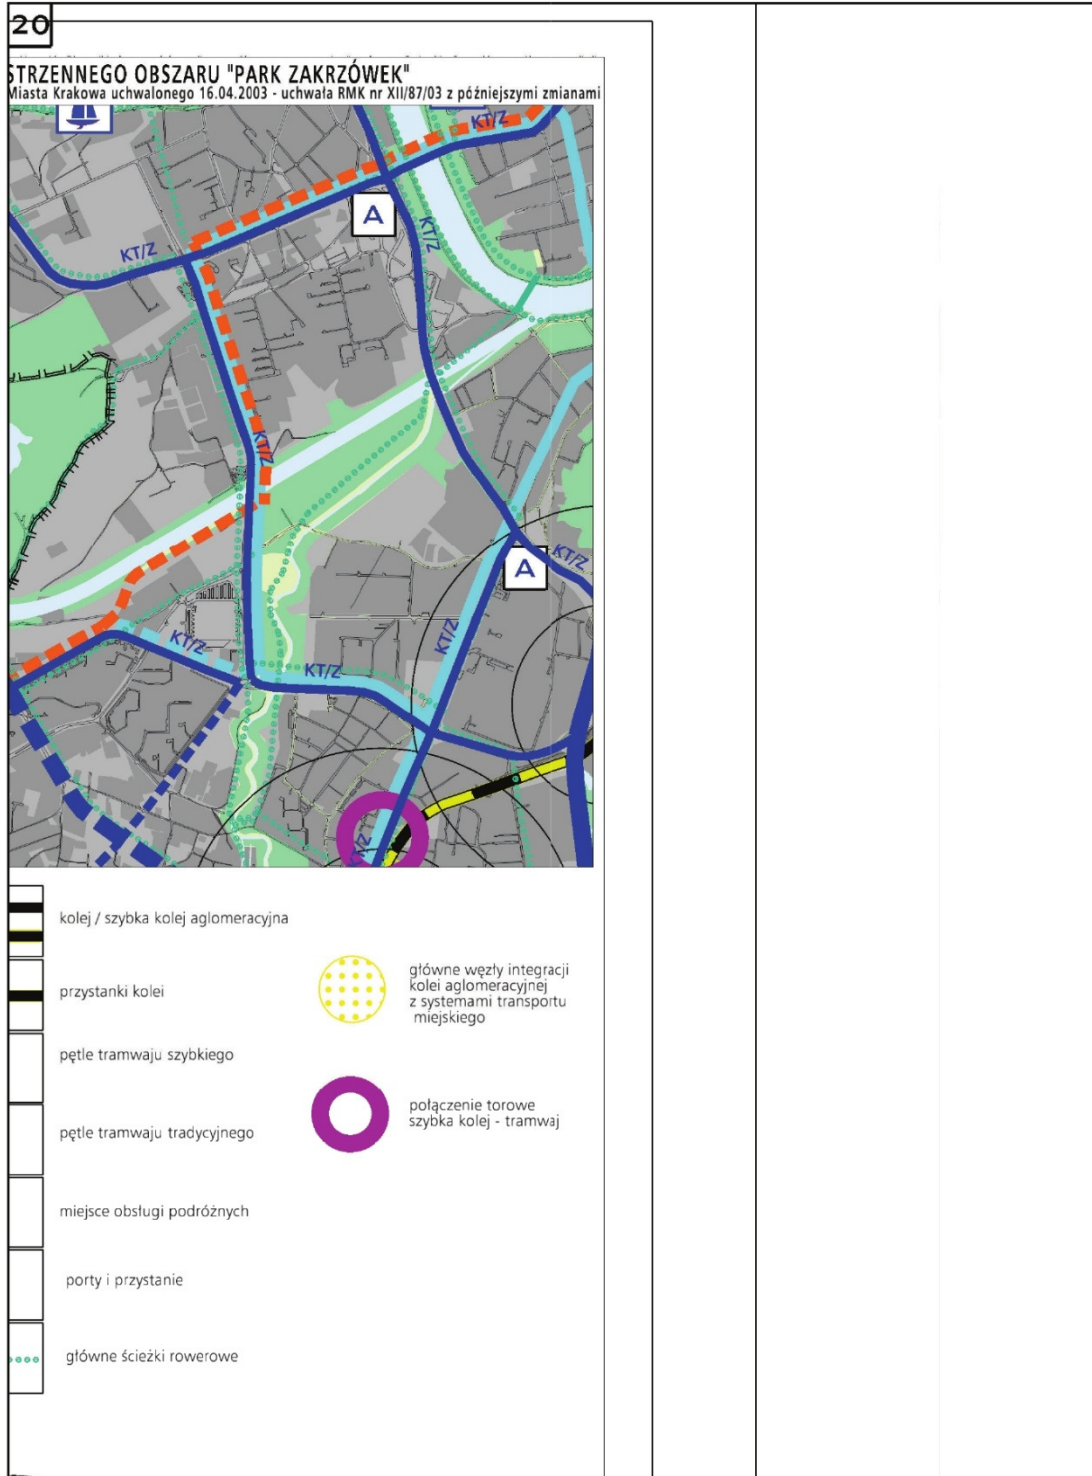 20
STRZENNEGO OBSZARU "PARK ZAKRZÓWEK"
Miasta Krakowa uchwalonego 16.04.2003 - uchwała RMK nr XII/87/03 z późniejszymi zmianami
KT/Z
A
KT/Z
KT/Z
KT/Z
A
KT/Z
KT/Z
KT/Z
KT/Z
KT/Z
kolej / szybka kolej aglomeracyjna
przystanki kolei
pętle tramwaju szybkiego
pętle tramwaju tradycyjnego
miejsce obsługi podróżnych
porty i przystanie
główne ścieżki rowerowe
główne węzły integracji
kolei aglomeracyjnej
z systemami transportu
miejskiego
połączenie torowe
szybka kolej - tramwaj